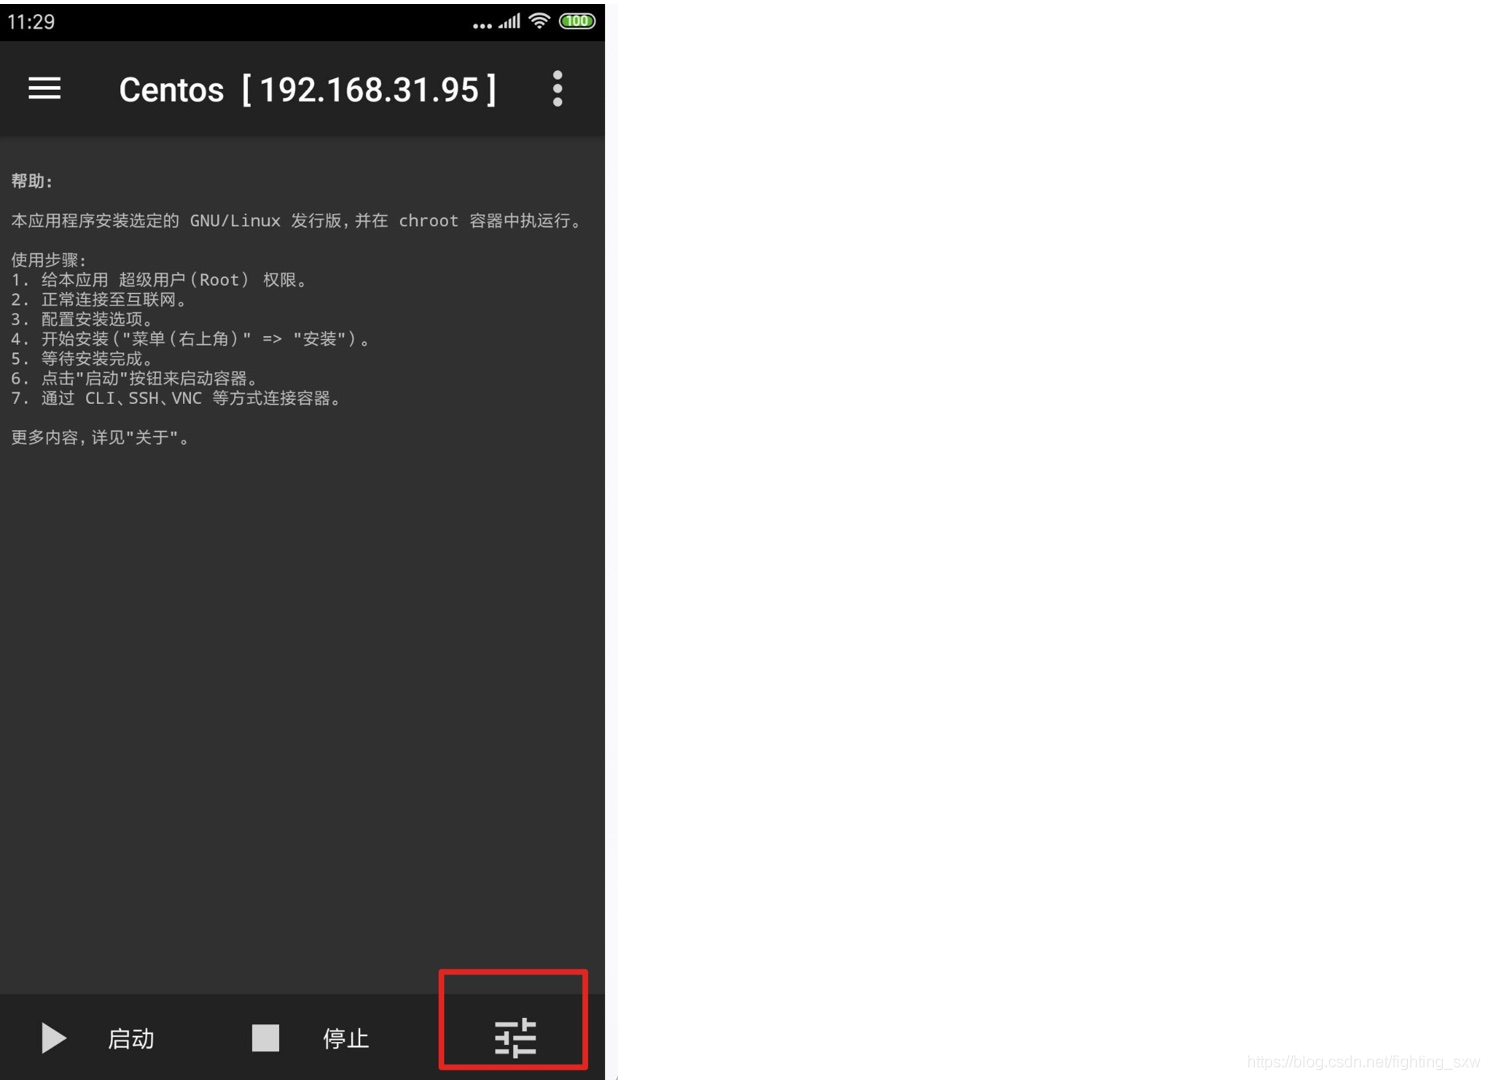 11:29
100
Centos [ 192.168.31.95 ]
帮助:
本应用程序安装选定的 GNU/Linux 发行版,并在 chroot 容器中执运行。
使用步骤:
1. 给本应用 超级用户(Root) 权限。
2. 正常连接至互联网。
3. 配置安装选项。
4. 开始安装("菜单(右上角)" => "安装")。
5. 等待安装完成。
6. 点击"启动"按钮来启动容器。
7. 通过 CLI、SSH、VNC 等方式连接容器。
更多内容,详见"关于"。
启动 停止
https://blog.csdn.net/fighting_sxw